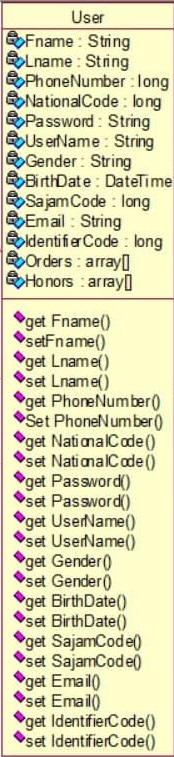 User
Fname : String
Lname : String
PhoneNumber : long
NationalCode : long
Password : String
UserName : String
Gender : String
BirthDate : DateTime
SajamCode : long
Email : String
IdentifierCode : long
Orders : array[]
Honors : array[]
get Fname()
setFname()
get Lname()
set Lname()
get PhoneNumber()
Set PhoneNumber()
get NationalCode()
set NationalCode()
get Password()
set Password()
get UserName()
set UserName()
get Gender()
set Gender()
get BirthDate()
set BirthDate()
get SajamCode()
set SajamCode()
get Email()
set Email()
get IdentifierCode()
set IdentifierCode()